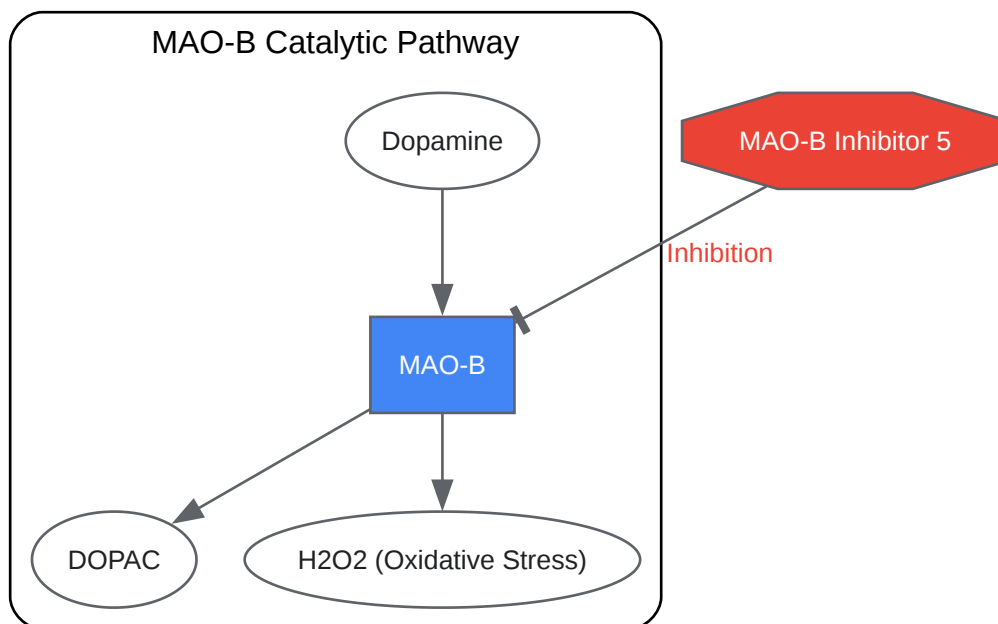 MAO-B Catalytic Pathway
Dopamine
MAO-B Inhibitor 5
Inhibition
MAO-B
DOPAC
H2O2 (Oxidative Stress)